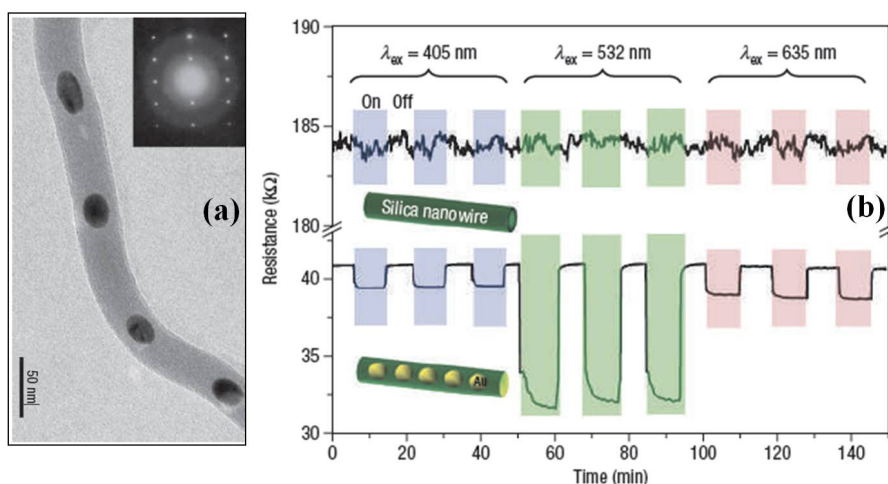 (a)
50 nm
(b)
190
185
180
40
35
30
Resistance (kΩ)
λex = 405 nm
λex = 532 nm
λex = 635 nm
On Off
Silica nanowire
Au
0 20 40 60 80 100 120 140
Time (min)